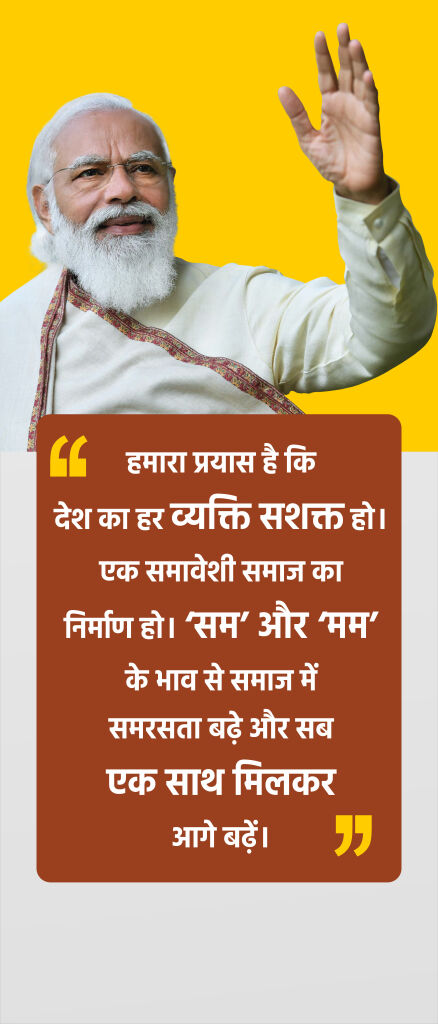 “
हमारा प्रयास है कि
देश का हर व्यक्ति सशक्त हो।
एक समावेशी समाज का
निर्माण हो। ‘सम’ और ‘मम’
के भाव से समाज में
समरसता बढ़े और सब
एक साथ मिलकर
आगे बढ़ें।
”